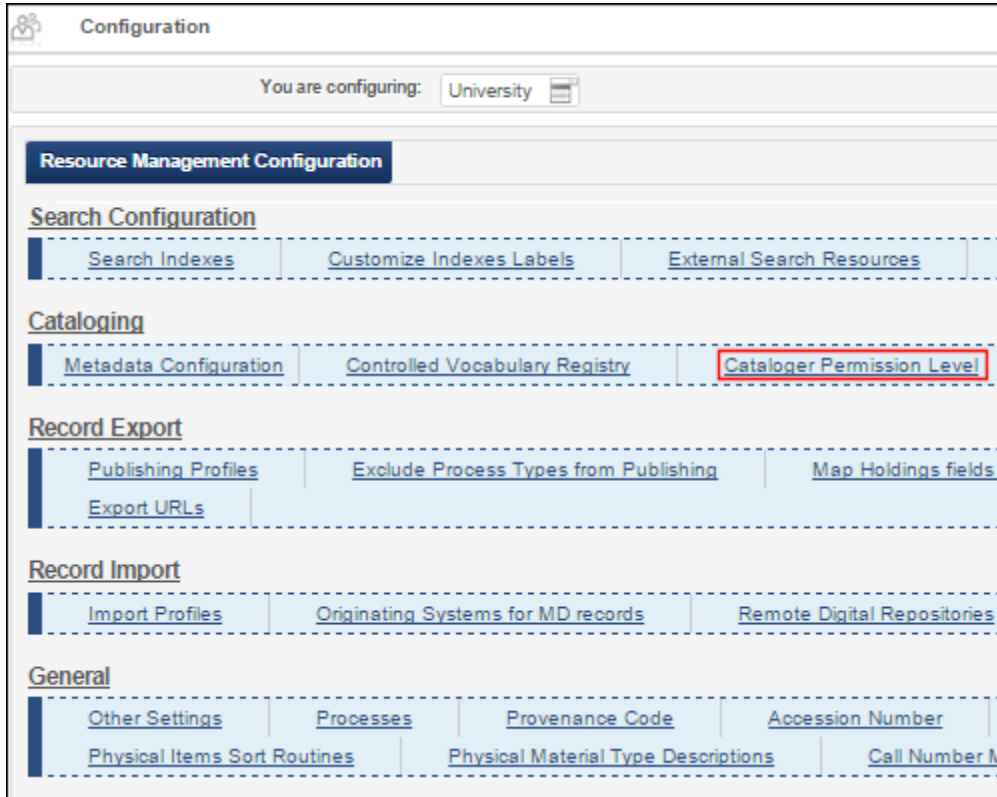 Configuration
You are configuring: University
Resource Management Configuration
Search Configuration
Search Indexes Customize Indexes Labels External Search Resources
Cataloging
Metadata Configuration Controlled Vocabulary Registry Cataloger Permission Level
Record Export
Publishing Profiles Exclude Process Types from Publishing Map Holdings fields
Export URLs
Record Import
Import Profiles Originating Systems for MD records Remote Digital Repositories
General
Other Settings Processes Provenance Code Accession Number
Physical Items Sort Routines Physical Material Type Descriptions Call Number